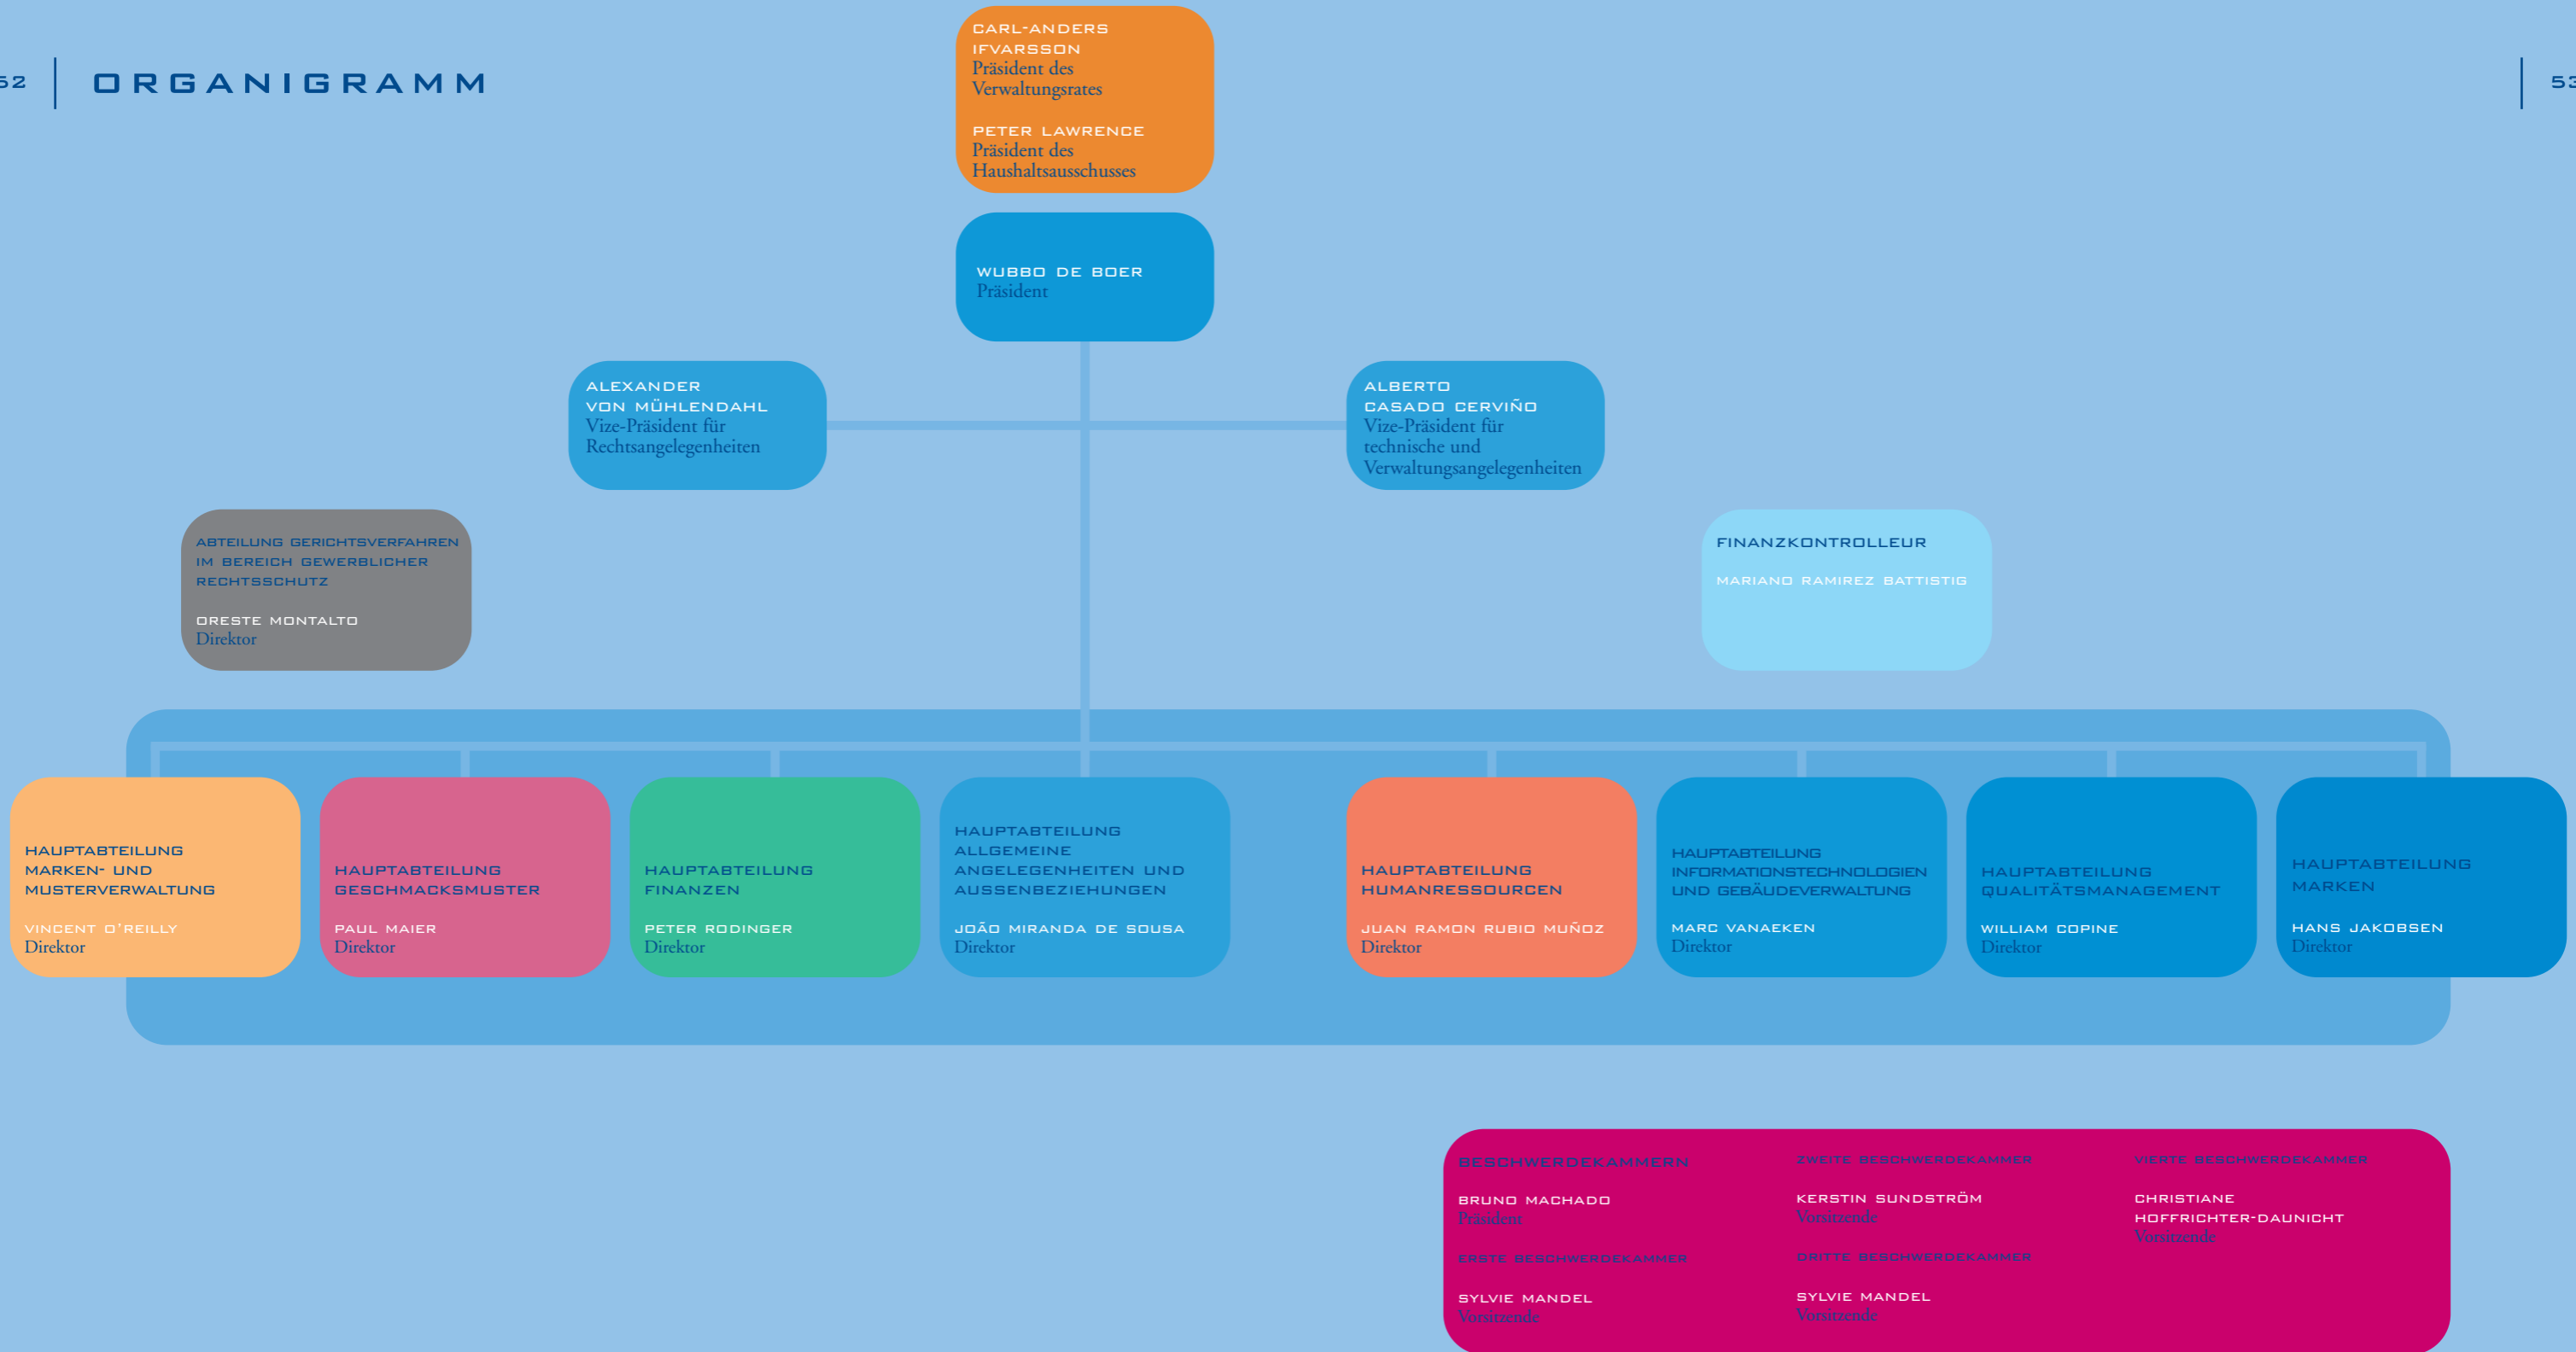 52
ORGANIGRAMM
53
CARL-ANDERS
IFVARSSON
Präsident des
Verwaltungsrates
PETER LAWRENCE
Präsident des
Haushaltsausschusses
WUBBO DE BOER
Präsident
ALEXANDER
VON MÜHLENDAHL
Vize-Präsident für
Rechtsangelegenheiten
ALBERTO
CASADO CERVIÑO
Vize-Präsident für
technische und
Verwaltungsangelegenheiten
ABTEILUNG GERICHTSVERFAHREN
IM BEREICH GEWERBLICHER
RECHTSSCHUTZ
ORESTE MONTALTO
Direktor
FINANZKONTROLLEUR
MARIANO RAMIREZ BATTISTIG
HAUPTABTEILUNG
MARKEN- UND
MUSTERVERWALTUNG
VINCENT O'REILLY
Direktor
HAUPTABTEILUNG
GESCHMACKSMUSTER
PAUL MAIER
Direktor
HAUPTABTEILUNG
FINANZEN
PETER RODINGER
Direktor
HAUPTABTEILUNG
ALLGEMEINE
ANGELEGENHEITEN UND
AUSSENBEZIEHUNGEN
JOÃO MIRANDA DE SOUSA
Direktor
HAUPTABTEILUNG
HUMANRESSOURCEN
JUAN RAMON RUBIO MUÑOZ
Direktor
HAUPTABTEILUNG
INFORMATIONSTECHNOLOGIEN
UND GEBÄUDEVERWALTUNG
MARC VANAEKEN
Direktor
HAUPTABTEILUNG
QUALITÄTSMANAGEMENT
WILLIAM COPINE
Direktor
HAUPTABTEILUNG
MARKEN
HANS JAKOBSEN
Direktor
BESCHWERDEKAMMERN
BRUNO MACHADO
Präsident
ERSTE BESCHWERDEKAMMER
SYLVIE MANDEL
Vorsitzende
ZWEITE BESCHWERDEKAMMER
KERSTIN SUNDSTRÖM
Vorsitzende
DRITTE BESCHWERDEKAMMER
SYLVIE MANDEL
Vorsitzende
VIERTE BESCHWERDEKAMMER
CHRISTIANE
HOFFRICHTER-DAUNICHT
Vorsitzende